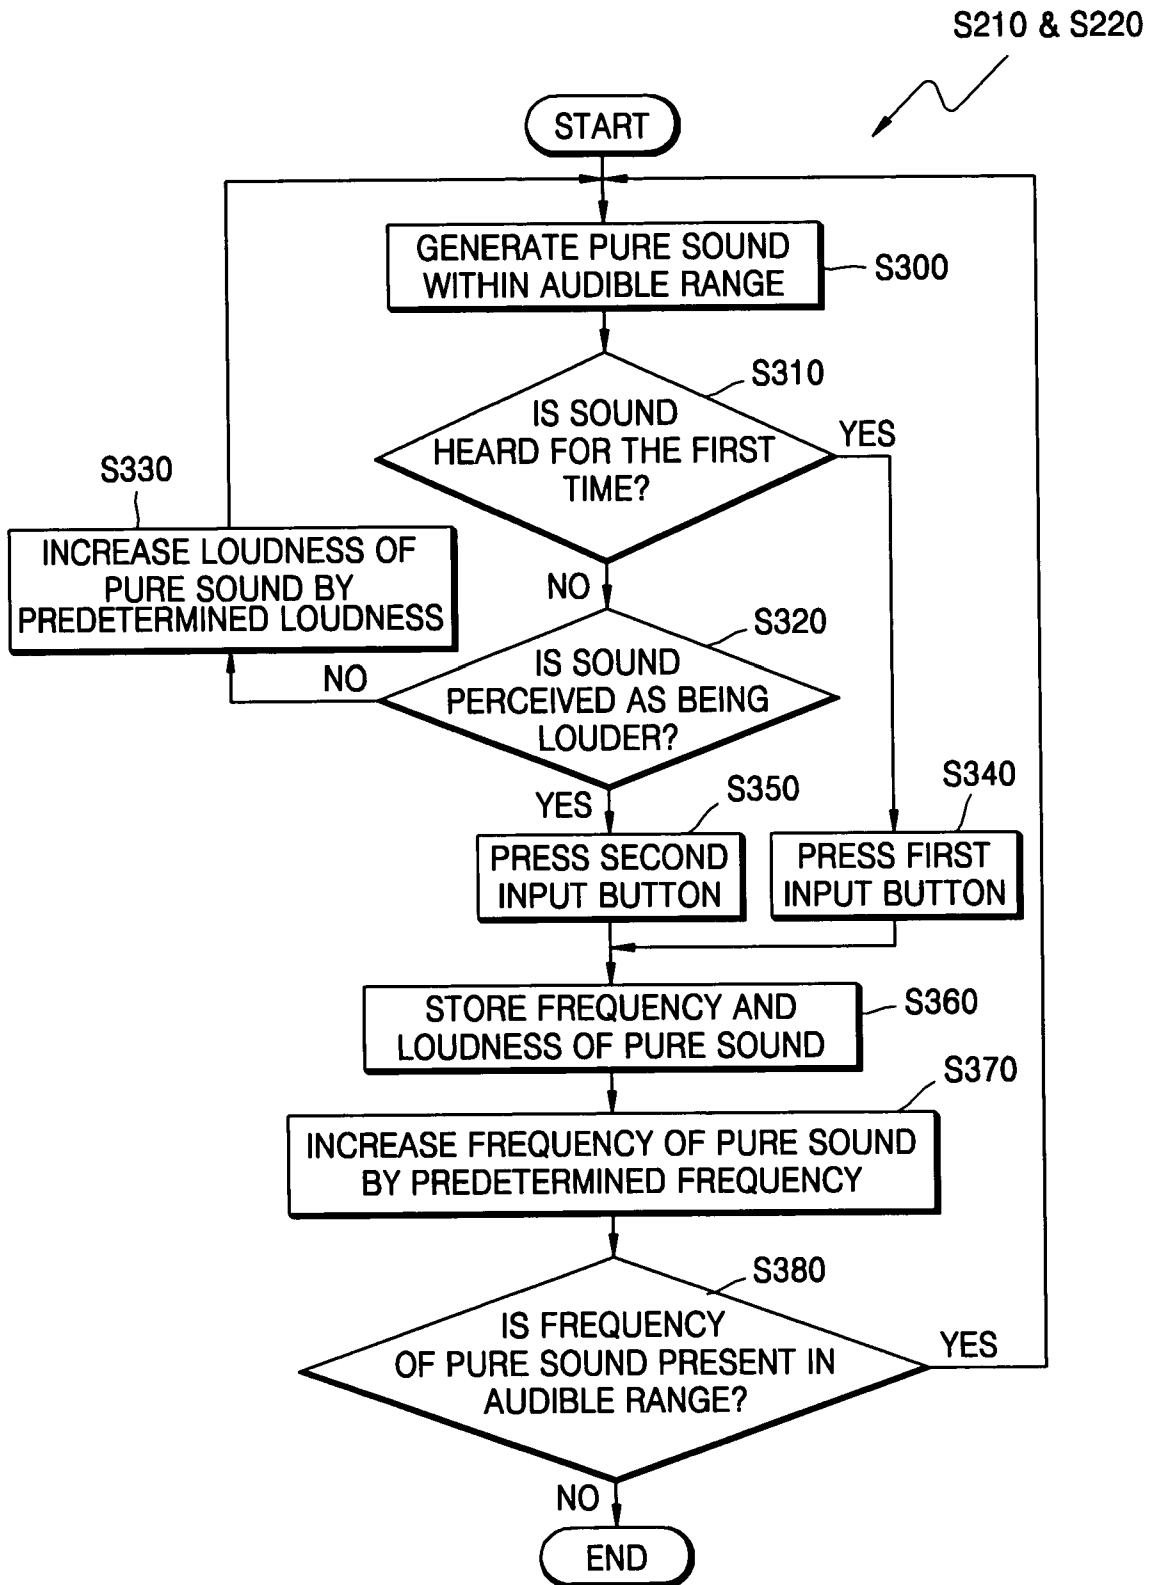 S210 & S220
START
GENERATE PURE SOUND
WITHIN AUDIBLE RANGE
S300
S310
IS SOUND
HEARD FOR THE FIRST
TIME?
YES
S330
INCREASE LOUDNESS OF
PURE SOUND BY
PREDETERMINED LOUDNESS
NO
S320
IS SOUND
PERCEIVED AS BEING
LOUDER?
NO
YES
S350
S340
PRESS SECOND
INPUT BUTTON
PRESS FIRST
INPUT BUTTON
STORE FREQUENCY AND
LOUDNESS OF PURE SOUND
S360
S370
INCREASE FREQUENCY OF PURE SOUND
BY PREDETERMINED FREQUENCY
S380
IS FREQUENCY
OF PURE SOUND PRESENT IN
AUDIBLE RANGE?
YES
NO
END